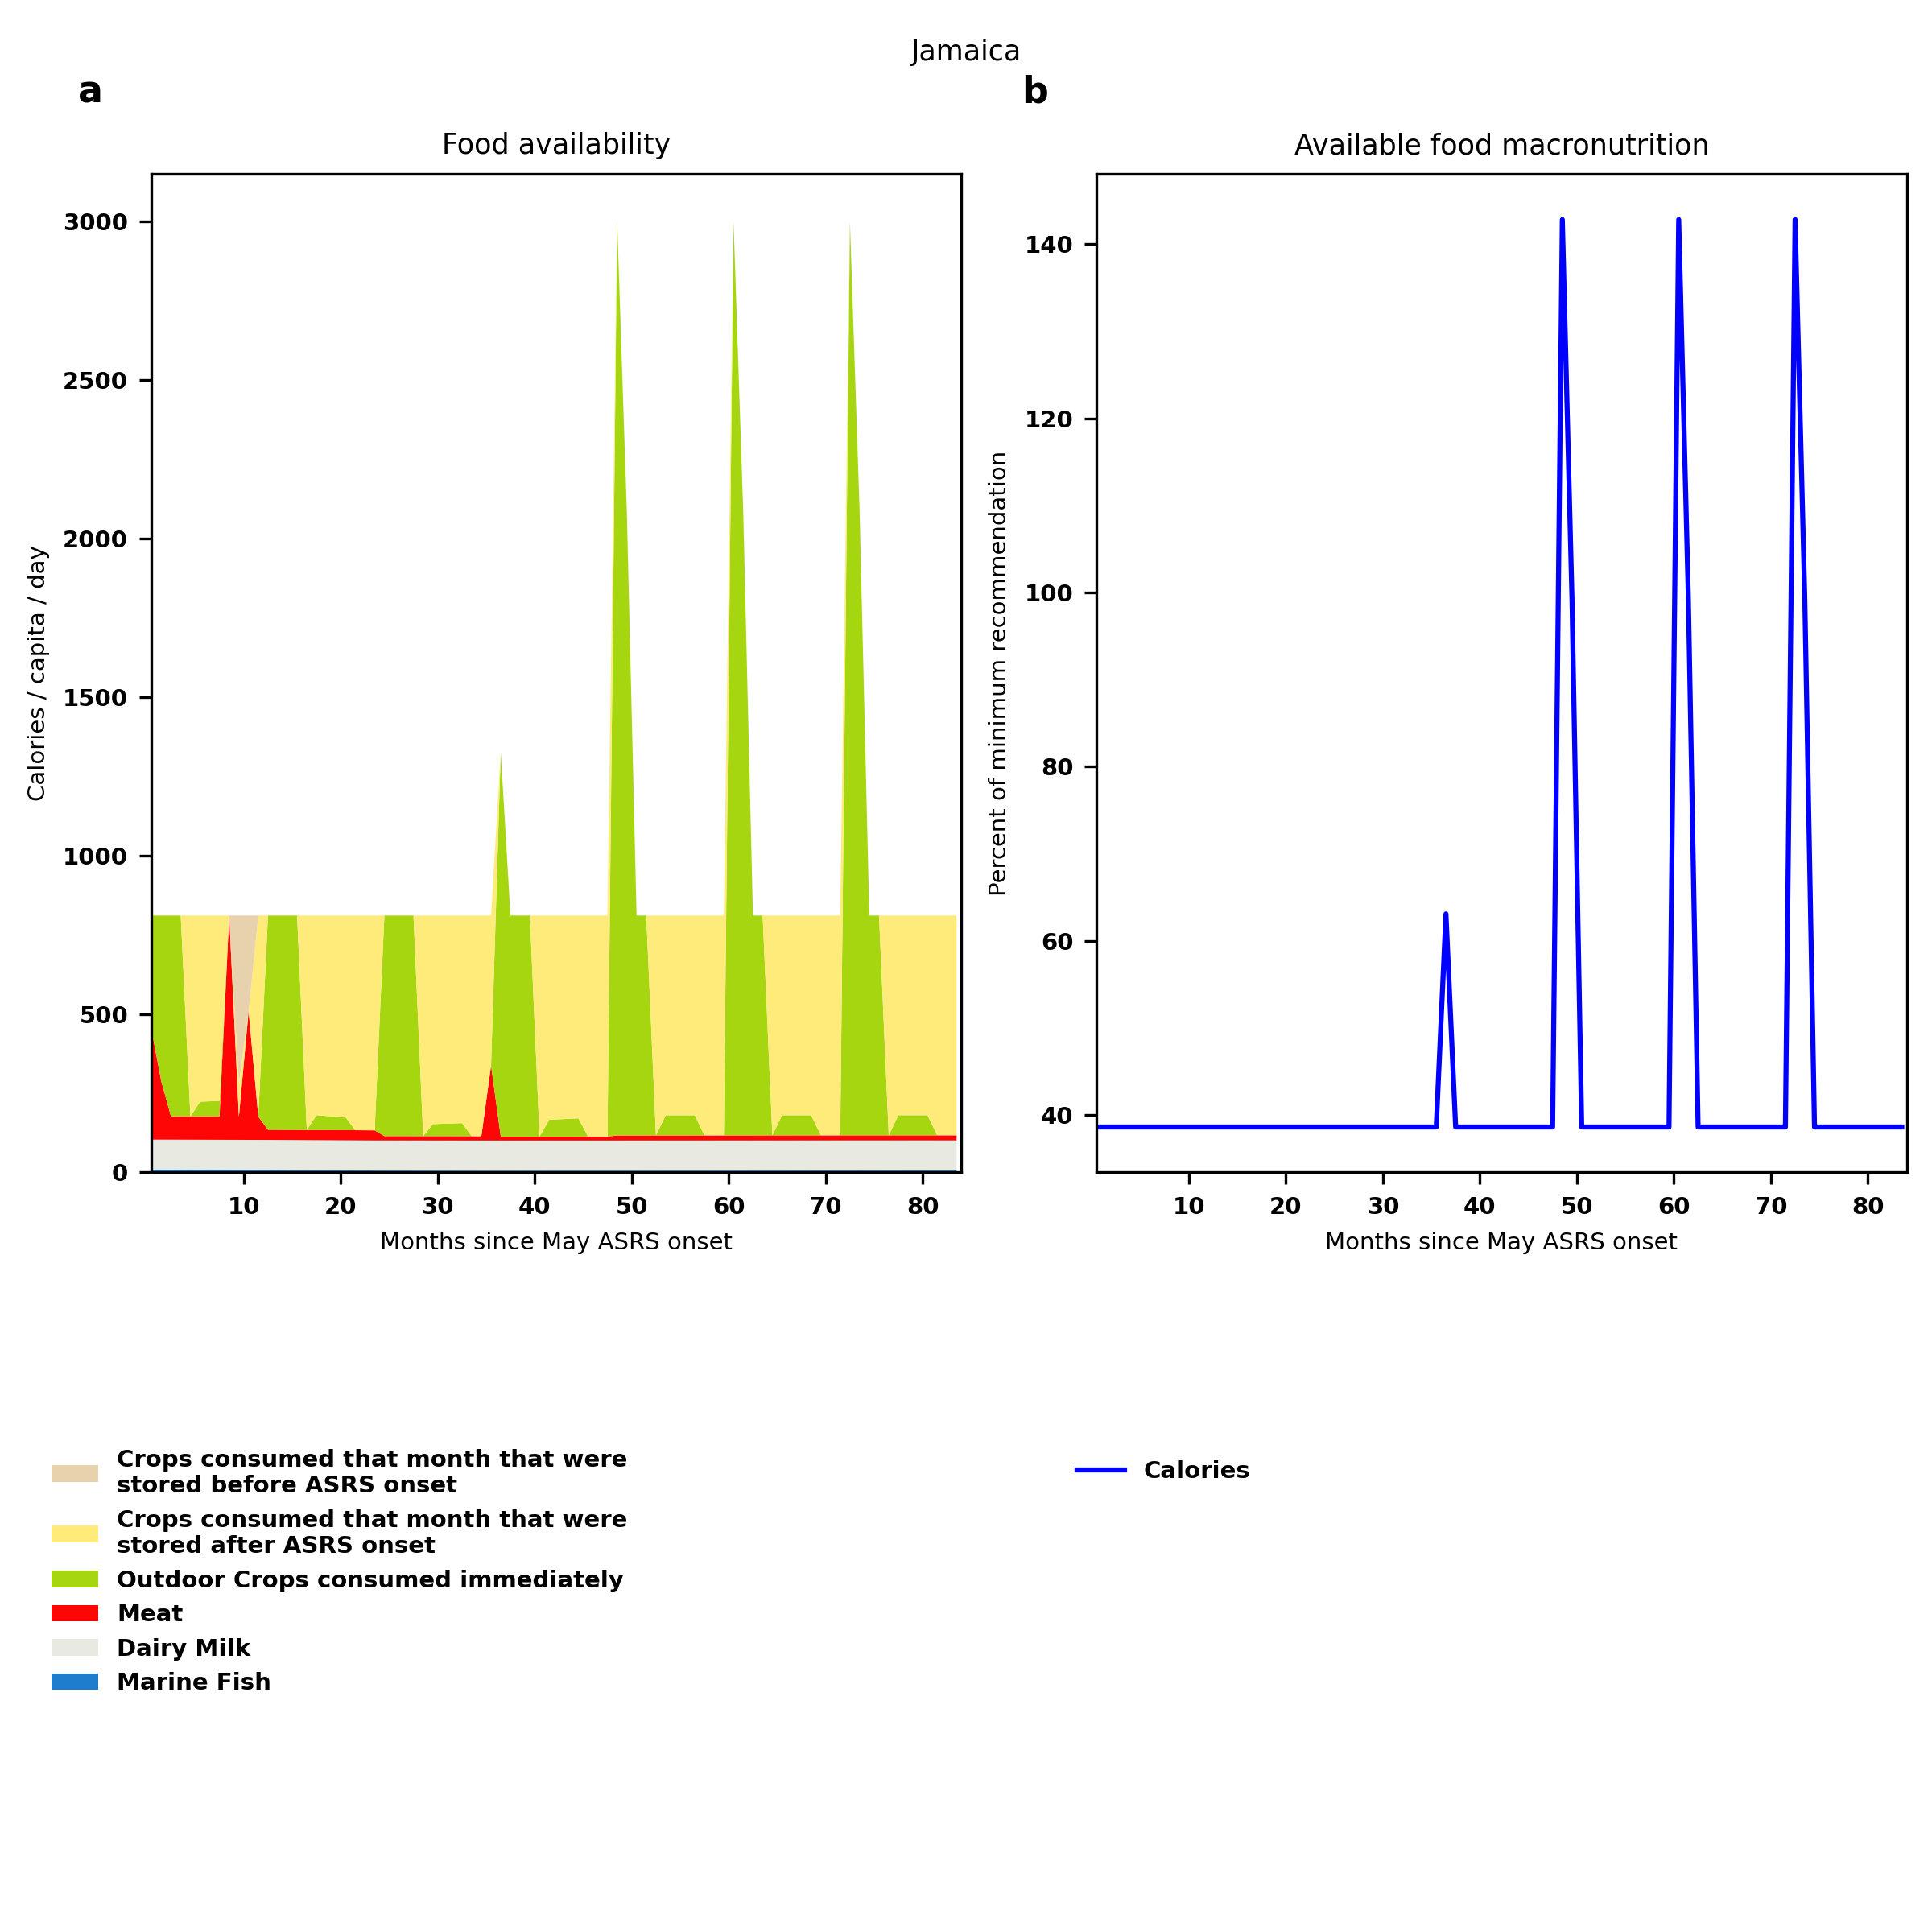 Jamaica
a
b
Food availability
Available food macronutrition
3000
2500
2000
1500
1000
500
0
Calories / capita / day
10 20 30 40 50 60 70 80
Months since May ASRS onset
140
120
100
80
60
40
Percent of minimum recommendation
10 20 30 40 50 60 70 80
Months since May ASRS onset
Crops consumed that month that were
stored before ASRS onset
Crops consumed that month that were
stored after ASRS onset
Outdoor Crops consumed immediately
Meat
Dairy Milk
Marine Fish
Calories